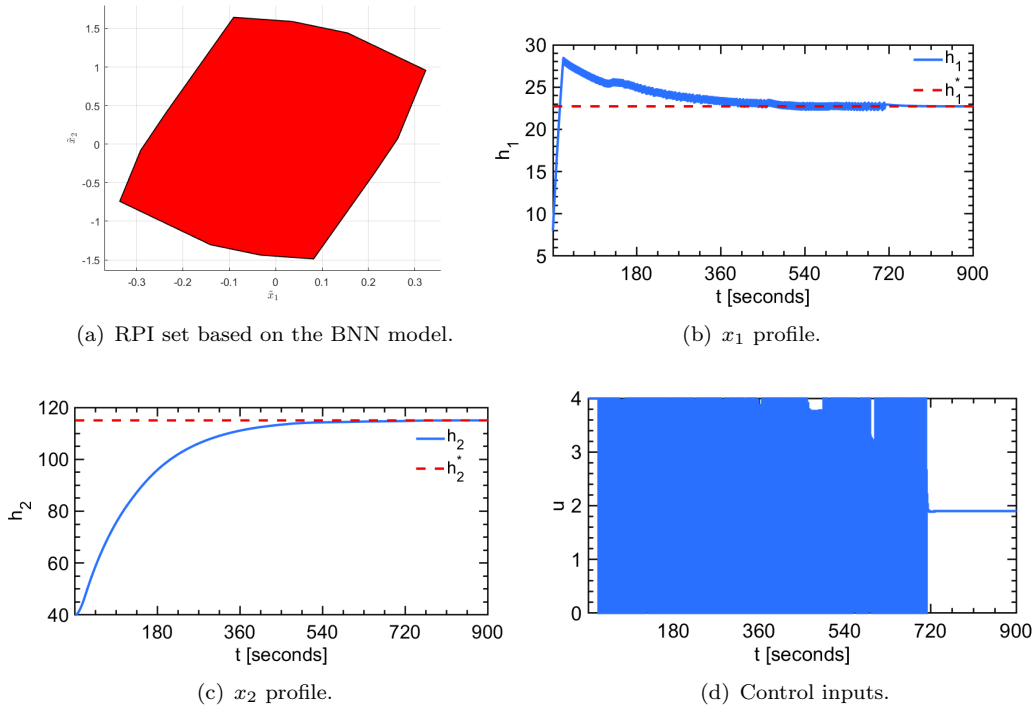 1.5
1
0.5
0
-0.5
-1
-1.5
x̃₂
-0.3 -0.2 -0.1 0 0.1 0.2 0.3
x̃₁
(a) RPI set based on the BNN model.
30
25
20
15
10
5
h₁
h₁
h₁*
180 360 540 720 900
t [seconds]
(b) x₁ profile.
120
100
80
60
40
h₂
h₂
h₂*
180 360 540 720 900
t [seconds]
(c) x₂ profile.
4
3
2
1
0
u
180 360 540 720 900
t [seconds]
(d) Control inputs.